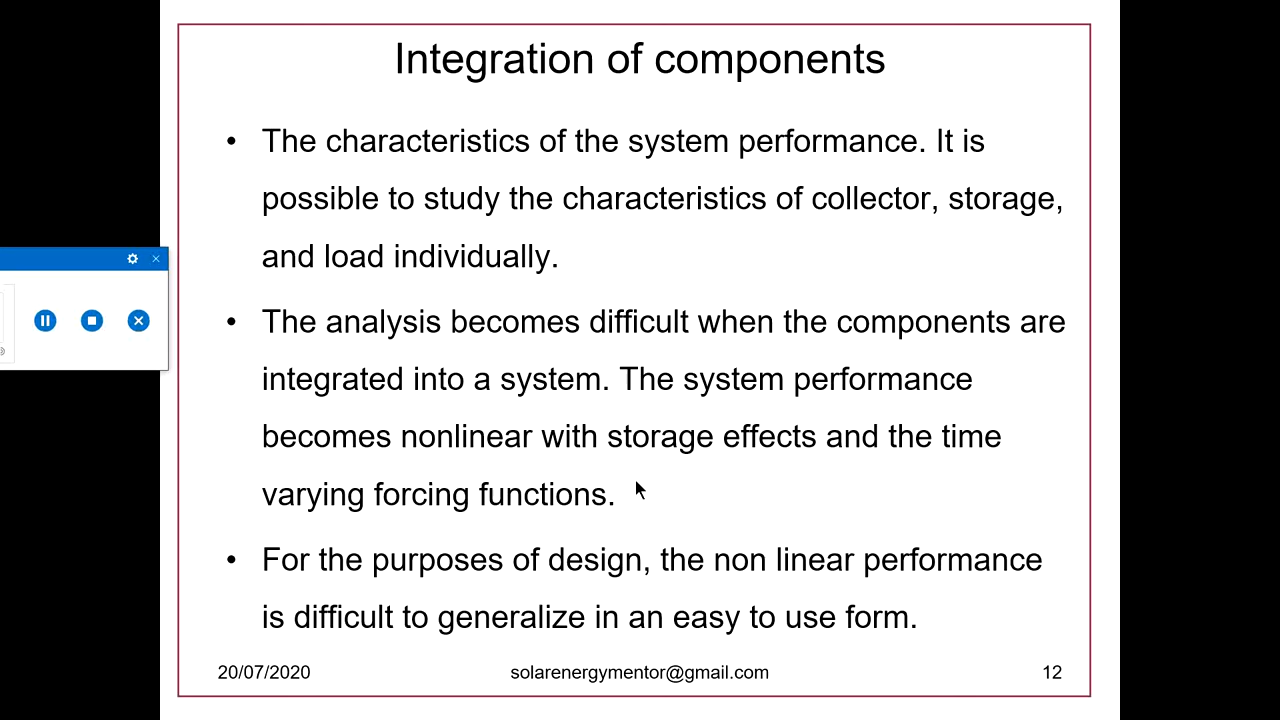 Integration of components
• The characteristics of the system performance. It is
possible to study the characteristics of collector, storage,
and load individually.
• The analysis becomes difficult when the components are
integrated into a system. The system performance
becomes nonlinear with storage effects and the time
varying forcing functions.
• For the purposes of design, the non linear performance
is difficult to generalize in an easy to use form.
20/07/2020 solarenergymentor@gmail.com 12